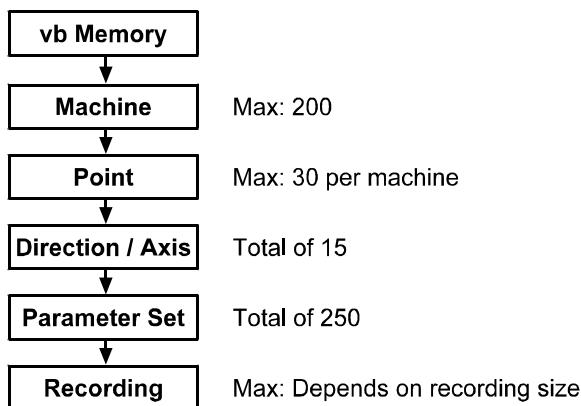 vb Memory
Machine Max: 200
Point Max: 30 per machine
Direction / Axis Total of 15
Parameter Set Total of 250
Recording Max: Depends on recording size